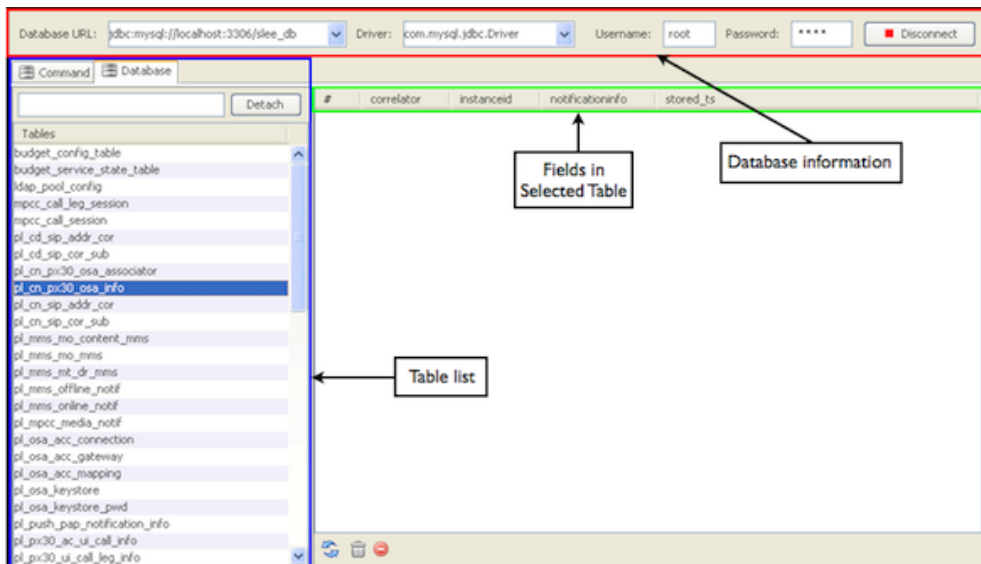 Database URL: jdbc:mysql://localhost:3306/slee_db Driver: com.mysql.jdbc.Driver Username: root Password: **** Disconnect
Command Database
Detach
# correlator instanceid notificationinfo stored_ts
Tables
budget_config_table
budget_service_state_table
ldap_pool_config
mpcc_call_leg_session
mpcc_call_session
pl_cd_sip_addr_cor
pl_cd_sip_cor_sub
pl_cn_px30_osa_associator
pl_cn_px30_osa_info
pl_cn_sip_addr_cor
pl_cn_sip_cor_sub
pl_mms_mo_content_mms
pl_mms_mo_mms
pl_mms_mt_dr_mms
pl_mms_offline_notif
pl_mms_online_notif
pl_mpcc_media_notif
pl_osa_acc_connection
pl_osa_acc_gateway
pl_osa_acc_mapping
pl_osa_keystore
pl_osa_keystore_pwd
pl_push_pap_notification_info
pl_px30_ac_ui_call_info
pl_px30_ui_call_leg_info
Fields in
Selected Table
Database information
Table list